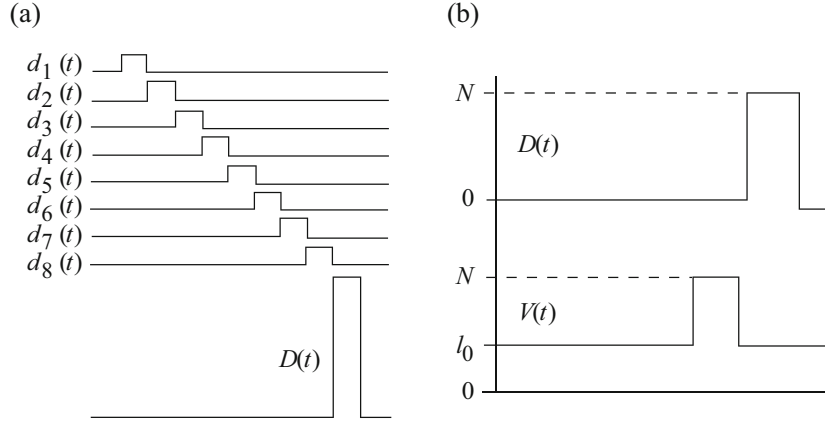 (a)
d1 (t)
d2 (t)
d3 (t)
d4 (t)
d5 (t)
d6 (t)
d7 (t)
d8 (t)
D(t)
(b)
N
D(t)
0
N
V(t)
l0
0